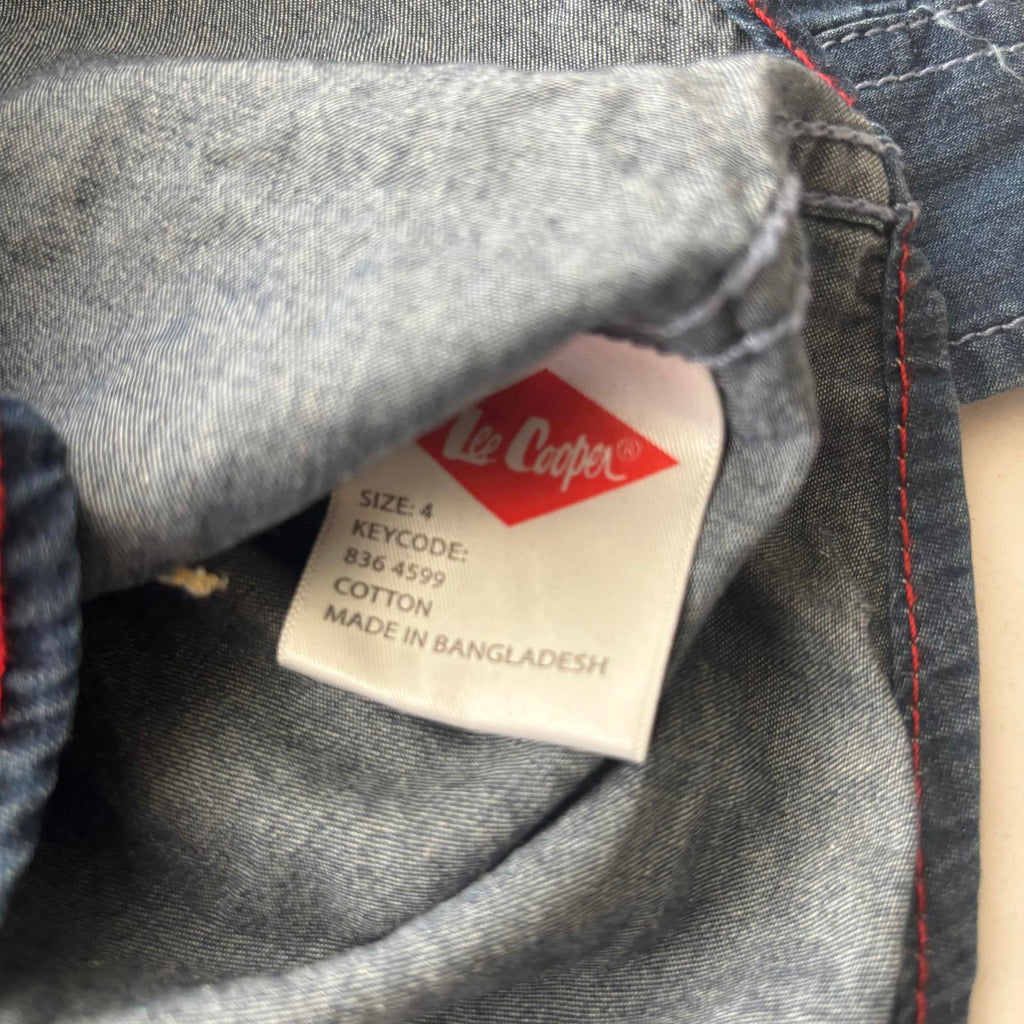 Lee Cooper®
SIZE: 4
KEYCODE:
836 4599
COTTON
MADE IN BANGLADESH